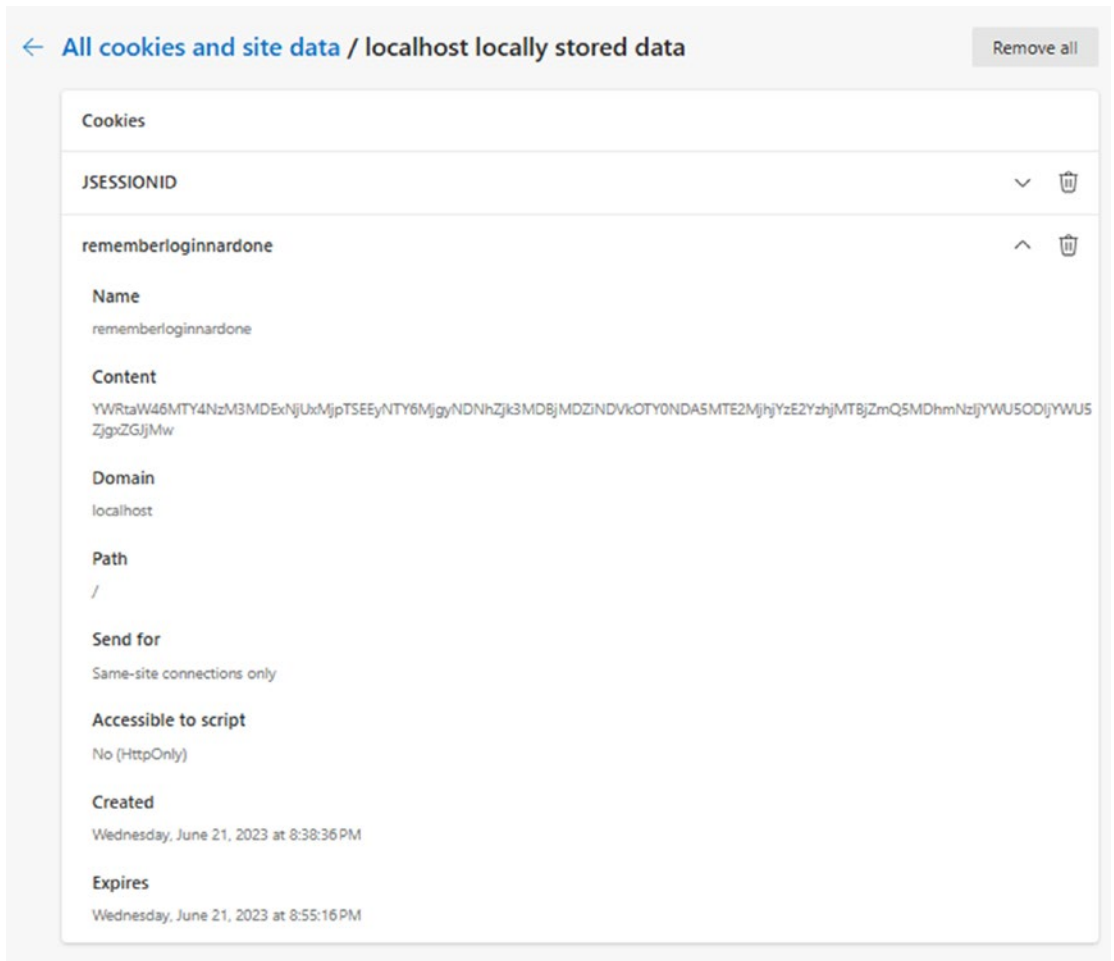 All cookies and site data / localhost locally stored data
Remove all
Cookies
JSESSIONID
rememberloginnardone
Name
rememberloginnardone
Content
YWRtaW46MTY4NzM3MDExNjUxMjpTSEEyNTY6MjgyNDNhZjk3MDBjMDZiNDVkOTY0NDA5MTE2MjhjYzE2YzhjMTBjZmQ5MDhmNzljYWU5ODljYWU5
ZjgxZGJjMw
Domain
localhost
Path
/
Send for
Same-site connections only
Accessible to script
No (HttpOnly)
Created
Wednesday, June 21, 2023 at 8:38:36 PM
Expires
Wednesday, June 21, 2023 at 8:55:16 PM